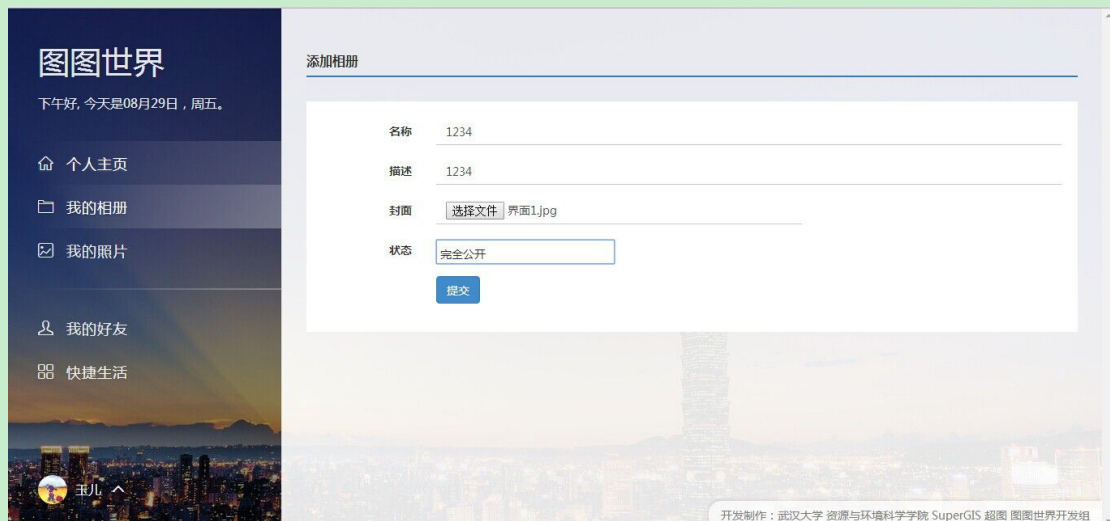 图图世界
下午好, 今天是08月29日，周五。
个人主页
我的相册
我的照片
我的好友
快捷生活
玉儿
添加相册
名称 1234
描述 1234
封面 选择文件 界面1.jpg
状态 完全公开
提交
开发制作：武汉大学 资源与环境科学学院 SuperGIS 超图 图图世界开发组